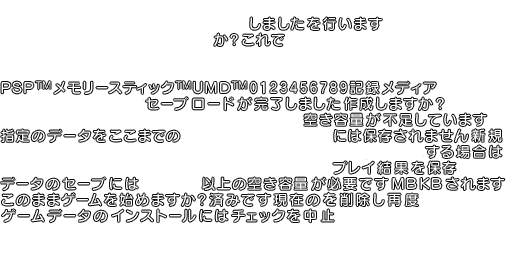 しましたを行います
か？これで
PSP™メモリースティック™UMD™0123456789記録メディア
セーブロードが完了しました作成しますか？
空き容量が不足しています
指定のデータをここまでの には保存されません新規
する場合は
プレイ結果を保存
データのセーブには 以上の空き容量が必要ですMBKBされます
このままゲームを始めますか？済みです現在のを削除し再度
ゲームデータのインストールにはチェックを中止